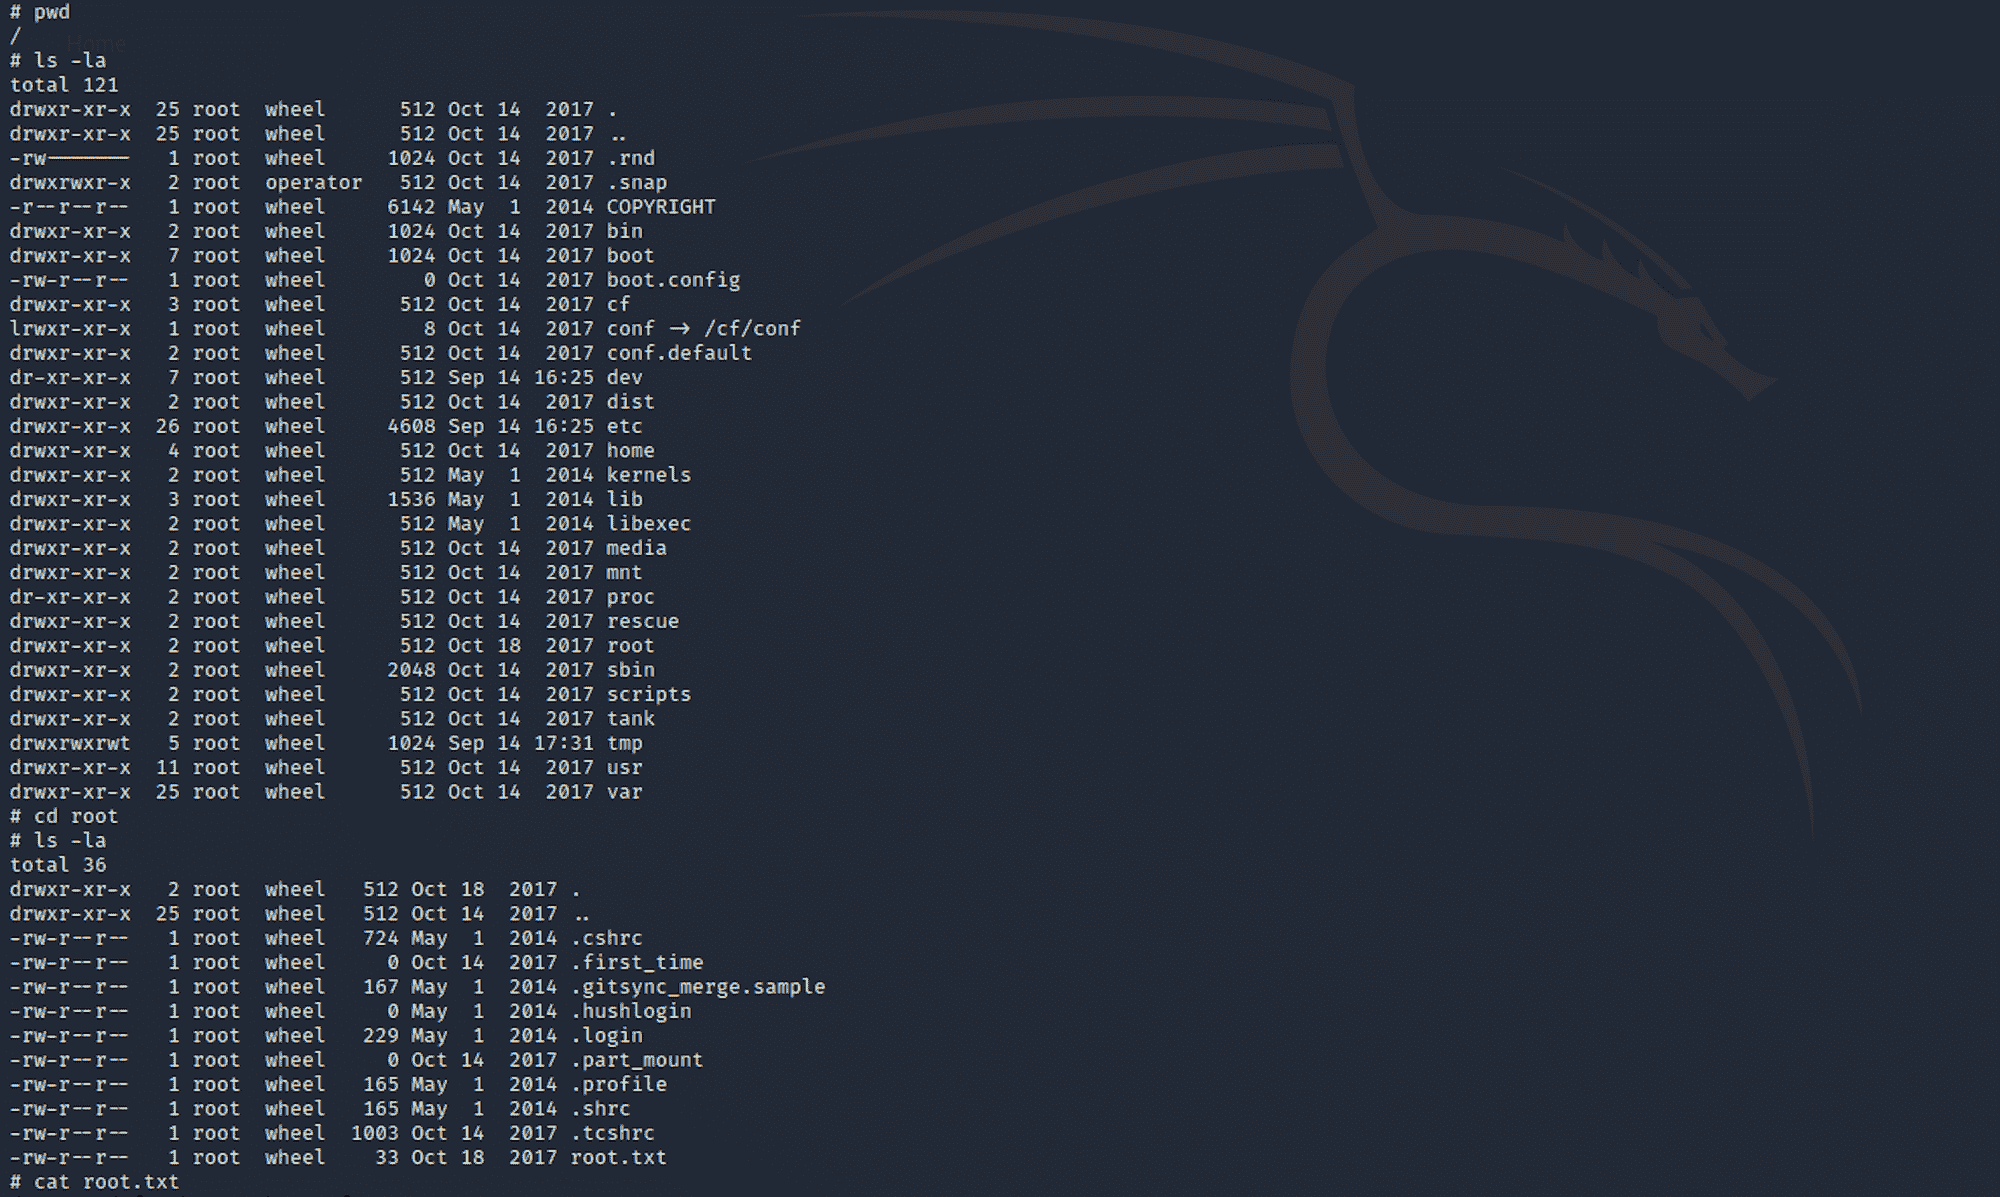 # pwd
/
Home
# ls -la
total 121
drwxr-xr-x  25 root  wheel      512 Oct 14  2017 .
drwxr-xr-x  25 root  wheel      512 Oct 14  2017 ..
-rw-------   1 root  wheel     1024 Oct 14  2017 .rnd
drwxrwxr-x   2 root  operator   512 Oct 14  2017 .snap
-r--r--r--   1 root  wheel     6142 May  1  2014 COPYRIGHT
drwxr-xr-x   2 root  wheel     1024 Oct 14  2017 bin
drwxr-xr-x   7 root  wheel     1024 Oct 14  2017 boot
-rw-r--r--   1 root  wheel        0 Oct 14  2017 boot.config
drwxr-xr-x   3 root  wheel      512 Oct 14  2017 cf
lrwxr-xr-x   1 root  wheel        8 Oct 14  2017 conf -> /cf/conf
drwxr-xr-x   2 root  wheel      512 Oct 14  2017 conf.default
dr-xr-xr-x   7 root  wheel      512 Sep 14 16:25 dev
drwxr-xr-x   2 root  wheel      512 Oct 14  2017 dist
drwxr-xr-x  26 root  wheel     4608 Sep 14 16:25 etc
drwxr-xr-x   4 root  wheel      512 Oct 14  2017 home
drwxr-xr-x   2 root  wheel      512 May  1  2014 kernels
drwxr-xr-x   3 root  wheel     1536 May  1  2014 lib
drwxr-xr-x   2 root  wheel      512 May  1  2014 libexec
drwxr-xr-x   2 root  wheel      512 Oct 14  2017 media
drwxr-xr-x   2 root  wheel      512 Oct 14  2017 mnt
dr-xr-xr-x   2 root  wheel      512 Oct 14  2017 proc
drwxr-xr-x   2 root  wheel      512 Oct 14  2017 rescue
drwxr-xr-x   2 root  wheel      512 Oct 18  2017 root
drwxr-xr-x   2 root  wheel     2048 Oct 14  2017 sbin
drwxr-xr-x   2 root  wheel      512 Oct 14  2017 scripts
drwxr-xr-x   2 root  wheel      512 Oct 14  2017 tank
drwxrwxrwt   5 root  wheel     1024 Sep 14 17:31 tmp
drwxr-xr-x  11 root  wheel      512 Oct 14  2017 usr
drwxr-xr-x  25 root  wheel      512 Oct 14  2017 var
# cd root
# ls -la
total 36
drwxr-xr-x   2 root  wheel   512 Oct 18  2017 .
drwxr-xr-x  25 root  wheel   512 Oct 14  2017 ..
-rw-r--r--   1 root  wheel   724 May  1  2014 .cshrc
-rw-r--r--   1 root  wheel     0 Oct 14  2017 .first_time
-rw-r--r--   1 root  wheel   167 May  1  2014 .gitsync_merge.sample
-rw-r--r--   1 root  wheel     0 May  1  2014 .hushlogin
-rw-r--r--   1 root  wheel   229 May  1  2014 .login
-rw-r--r--   1 root  wheel     0 Oct 14  2017 .part_mount
-rw-r--r--   1 root  wheel   165 May  1  2014 .profile
-rw-r--r--   1 root  wheel   165 May  1  2014 .shrc
-rw-r--r--   1 root  wheel  1003 Oct 14  2017 .tcshrc
-rw-r--r--   1 root  wheel    33 Oct 18  2017 root.txt
# cat root.txt